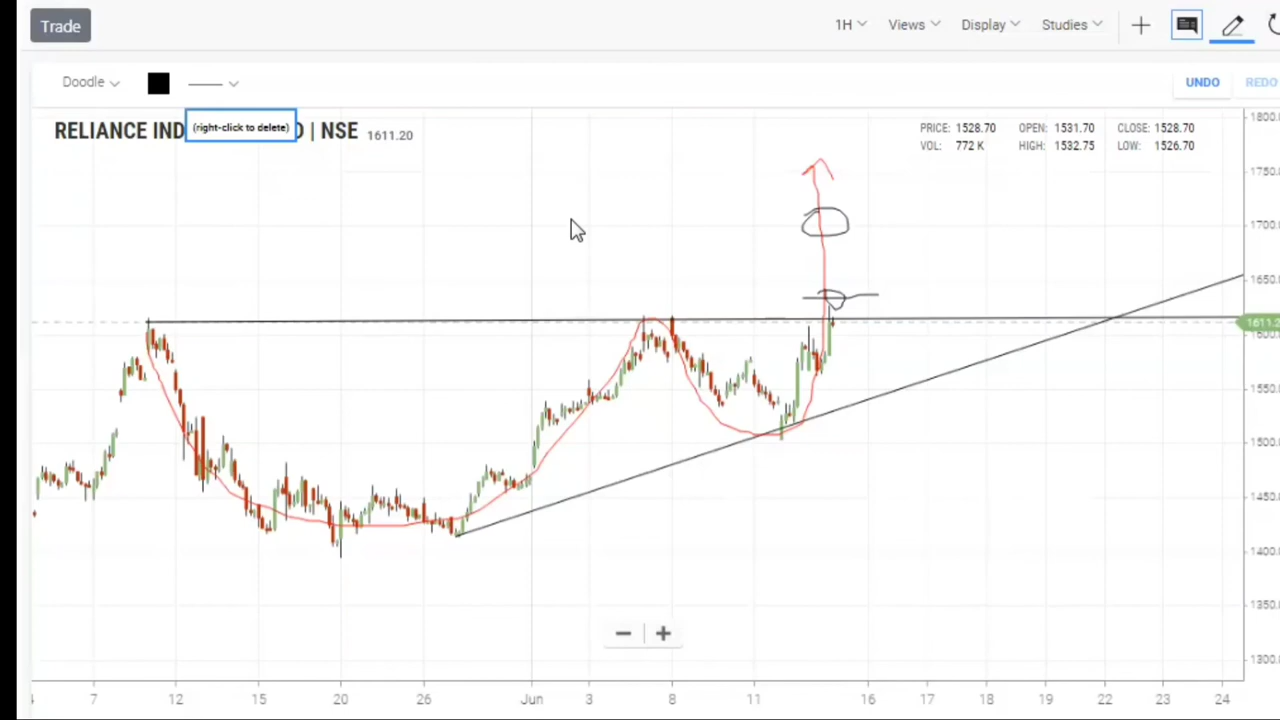 Trade
1H Views Display Studies
Doodle UNDO REDO
RELIANCE IND (right-click to delete) D | NSE 1611.20
PRICE: 1528.70 OPEN: 1531.70 CLOSE: 1528.70
VOL: 772 K HIGH: 1532.75 LOW: 1526.70
1800.
1750.
1700.
1650.
1611.2
1600.
1550.
1500.
1450.
1400.
1350.
1300.
7 12 15 20 26 Jun 3 8 11 16 17 18 19 22 23 24